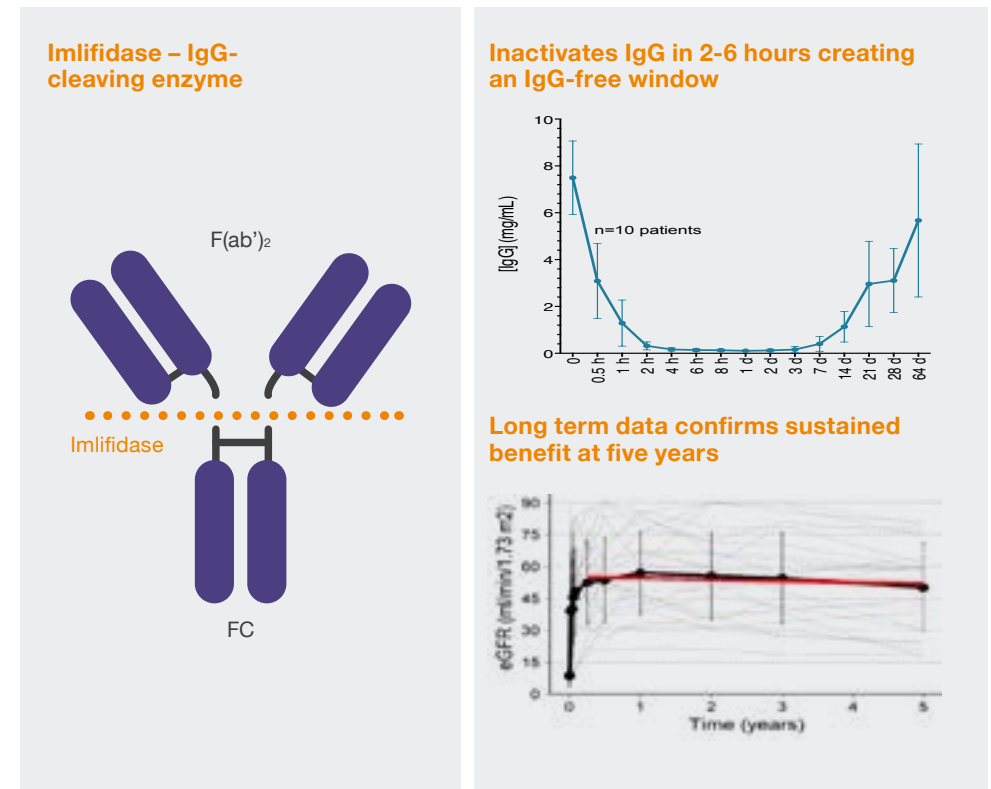 Imlifidase – IgG-
cleaving enzyme
F(ab’)2
Imlifidase
FC
Inactivates IgG in 2-6 hours creating
an IgG-free window
[IgG] (mg/mL)
10
8
6
4
2
0
n=10 patients
0 0.5 h 1 h 2 h 4 h 6 h 8 h 1 d 2 d 3 d 7 d 14 d 21 d 28 d 64 d
Long term data confirms sustained
benefit at five years
eGFR (ml/min/1.73 m2)
90
75
60
45
30
15
0
0 1 2 3 4 5
Time (years)